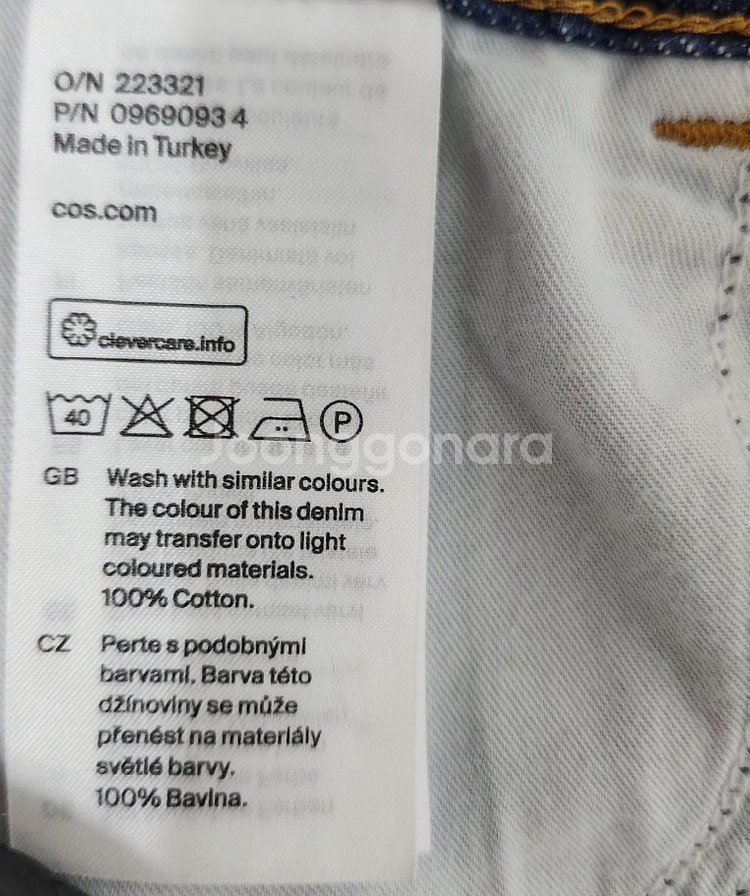 O/N 223321
P/N 0969093 4
Made in Turkey
cos.com
clevercare.info
40
P
Joonggonara
GB Wash with similar colours.
The colour of this denim
may transfer onto light
coloured materials.
100% Cotton.
CZ Perte s podobnými
barvami. Barva této
džínoviny se může
přenést na materiály
světlé barvy.
100% Bavlna.